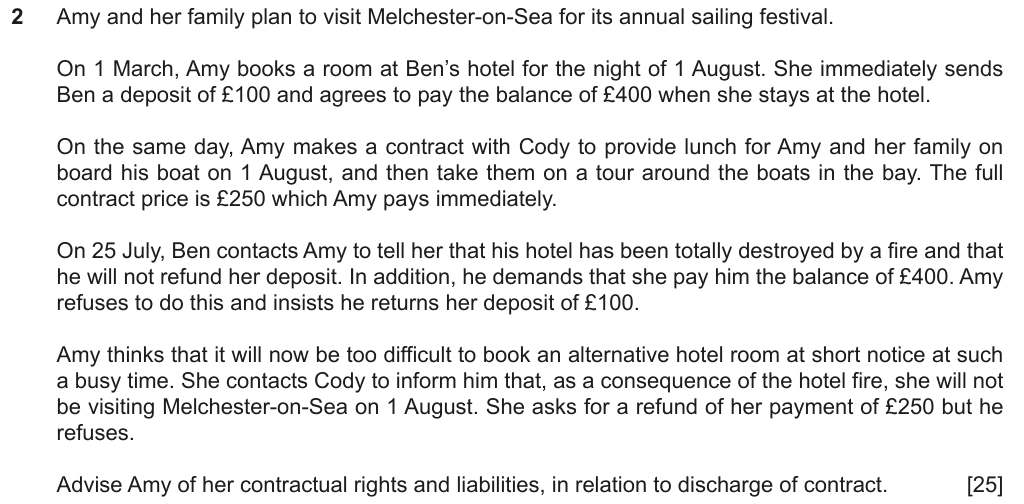 2 Amy and her family plan to visit Melchester-on-Sea for its annual sailing festival.
On 1 March, Amy books a room at Ben's hotel for the night of 1 August. She immediately sends
Ben a deposit of £100 and agrees to pay the balance of £400 when she stays at the hotel.
On the same day, Amy makes a contract with Cody to provide lunch for Amy and her family on
board his boat on 1 August, and then take them on a tour around the boats in the bay. The full
contract price is £250 which Amy pays immediately.
On 25 July, Ben contacts Amy to tell her that his hotel has been totally destroyed by a fire and that
he will not refund her deposit. In addition, he demands that she pay him the balance of £400. Amy
refuses to do this and insists he returns her deposit of £100.
Amy thinks that it will now be too difficult to book an alternative hotel room at short notice at such
a busy time. She contacts Cody to inform him that, as a consequence of the hotel fire, she will not
be visiting Melchester-on-Sea on 1 August. She asks for a refund of her payment of £250 but he
refuses.
Advise Amy of her contractual rights and liabilities, in relation to discharge of contract. [25]